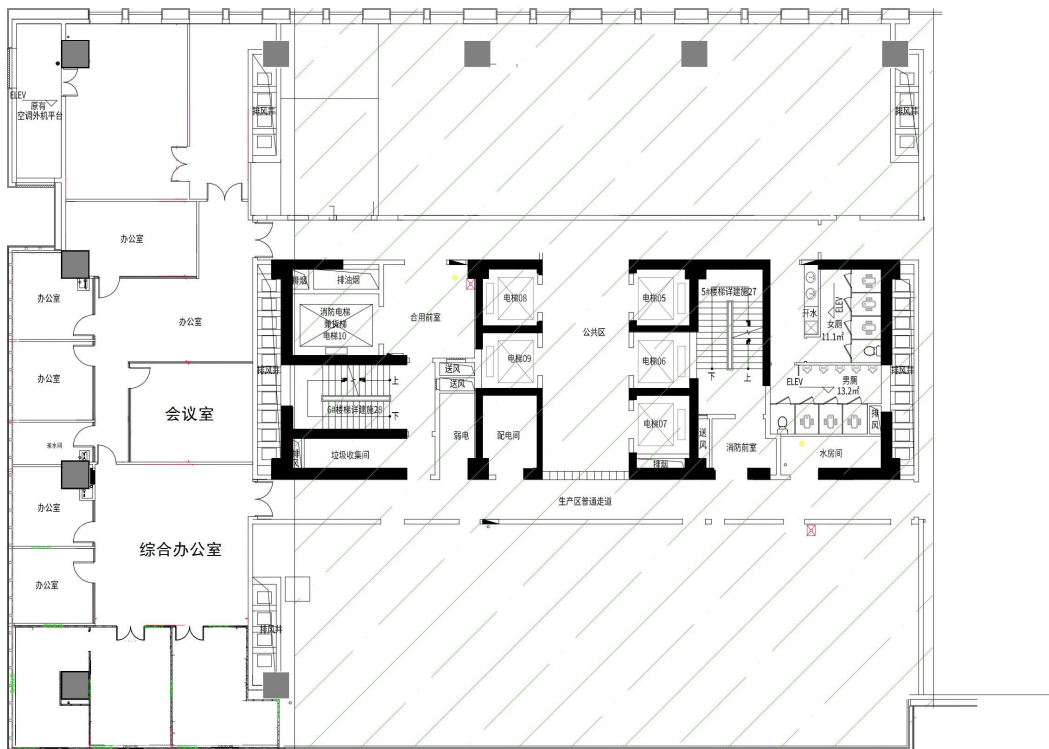 ELEV
原有
空调外机平台
排风井
排风井
办公室
办公室
办公室
排烟
排油烟
消防电梯
兼货梯
电梯10
合用前室
电梯08
电梯05
5#楼梯详建施27
开水
ELEV
女厕
11.1㎡
公共区
电梯09
电梯06
办公室
会议室
排风井
送风
送风
上
下
6#楼梯详建施28
下
上
ELEV
男厕
13.2㎡
排风井
电梯07
茶水间
排风
垃圾收集间
弱电
配电间
排烟
送风
消防前室
水房间
排风
办公室
生产区普通走道
综合办公室
办公室
排风井